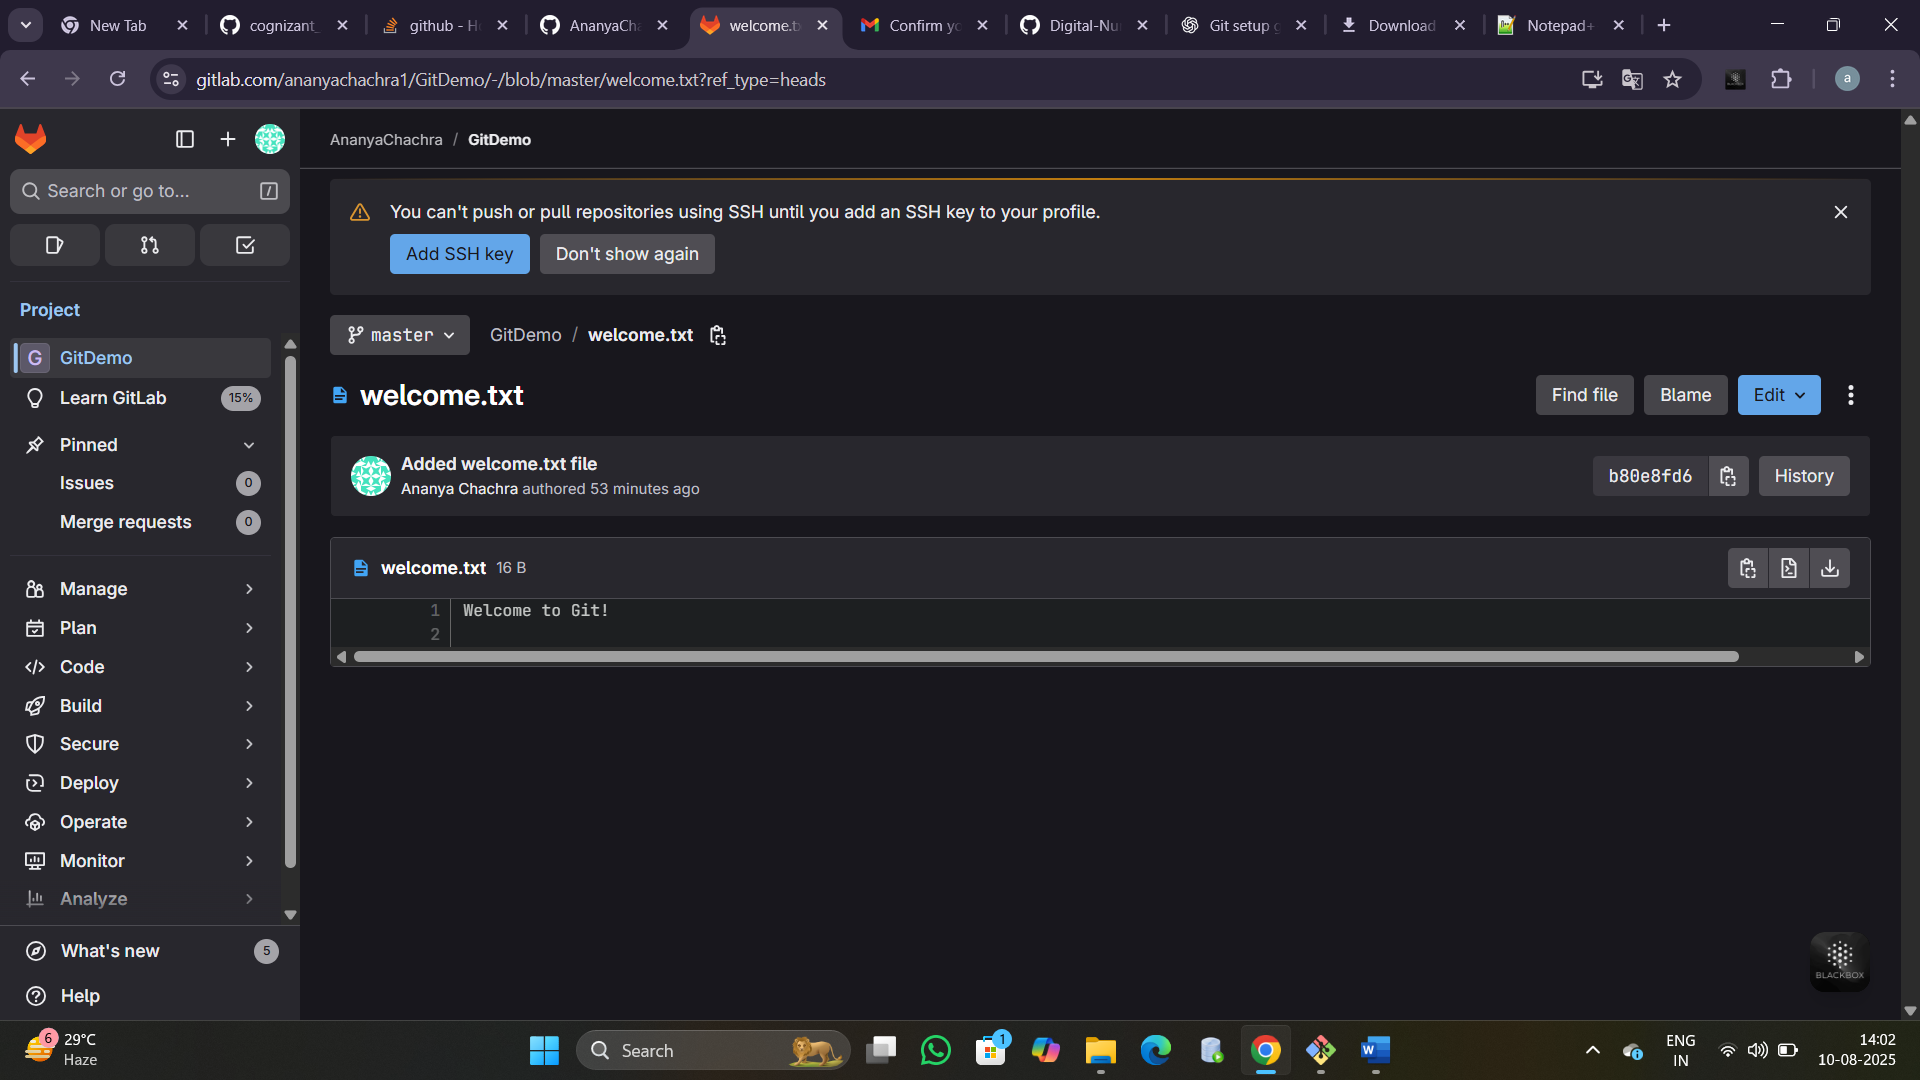 New Tab
cognizant_
github - H
AnanyaCha
welcome.t
Confirm yo
Digital-Nu
Git setup g
Download
Notepad+
gitlab.com/ananyachachra1/GitDemo/-/blob/master/welcome.txt?ref_type=heads
a
Search or go to...
/
AnanyaChachra / GitDemo
You can't push or pull repositories using SSH until you add an SSH key to your profile.
Add SSH key
Don't show again
Project
G GitDemo
Learn GitLab 15%
Pinned
Issues 0
Merge requests 0
Manage
Plan
Code
Build
Secure
Deploy
Operate
Monitor
Analyze
What's new 5
Help
master
GitDemo / welcome.txt
welcome.txt
Find file
Blame
Edit
Added welcome.txt file
Ananya Chachra authored 53 minutes ago
b80e8fd6
History
welcome.txt 16 B
1 Welcome to Git!
2
BLACKBOX
6
29°C
Haze
Search
1
W
ENG
IN
14:02
10-08-2025